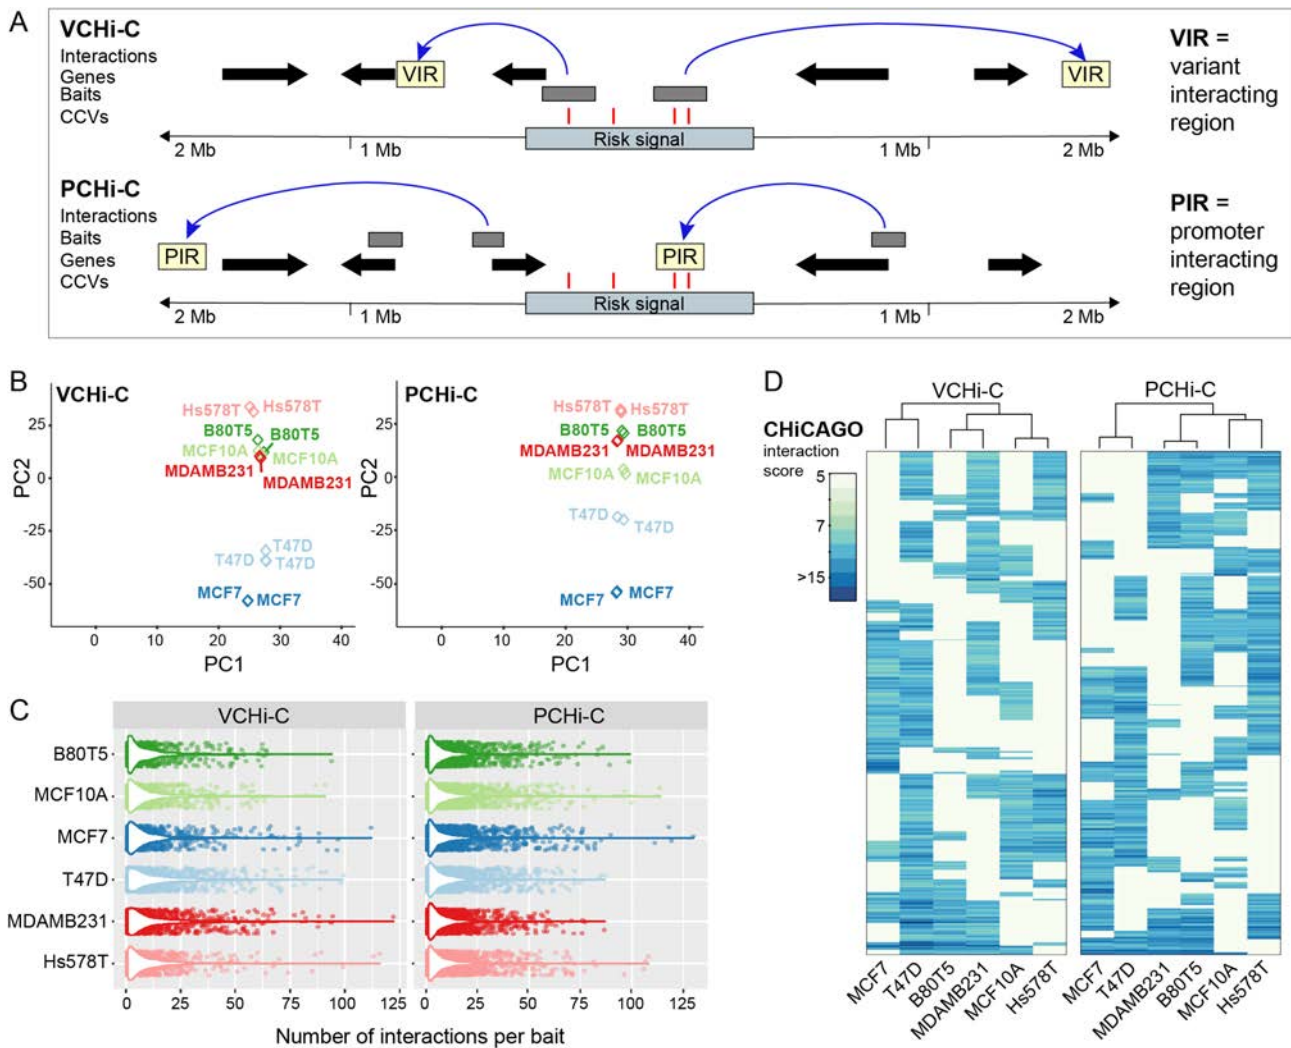 A
VCHi-C
Interactions
Genes
Baits
CCVs
VIR
VIR
Risk signal
2 Mb
1 Mb
1 Mb
2 Mb
VIR =
variant
interacting
region
PCHi-C
Interactions
Baits
Genes
CCVs
PIR
PIR
Risk signal
2 Mb
1 Mb
1 Mb
2 Mb
PIR =
promoter
interacting
region
B
VCHi-C
PC2
25
0
-25
-50
Hs578T
Hs578T
B80T5
B80T5
MCF10A
MCF10A
MDAMB231
MDAMB231
T47D
T47D
T47D
MCF7
MCF7
0
10
20
30
40
PC1
PCHi-C
PC2
25
0
-25
-50
Hs578T
Hs578T
B80T5
B80T5
MDAMB231
MDAMB231
MCF10A
MCF10A
T47D
T47D
MCF7
MCF7
0
10
20
30
40
PC1
C
VCHi-C
PCHi-C
B80T5
MCF10A
MCF7
T47D
MDAMB231
Hs578T
0
25
50
75
100
125
0
25
50
75
100
125
Number of interactions per bait
D
VCHi-C
PCHi-C
CHiCAGO
interaction
score
5
7
>15
MCF7
T47D
B80T5
MDAMB231
MCF10A
Hs578T
MCF7
T47D
MDAMB231
B80T5
MCF10A
Hs578T